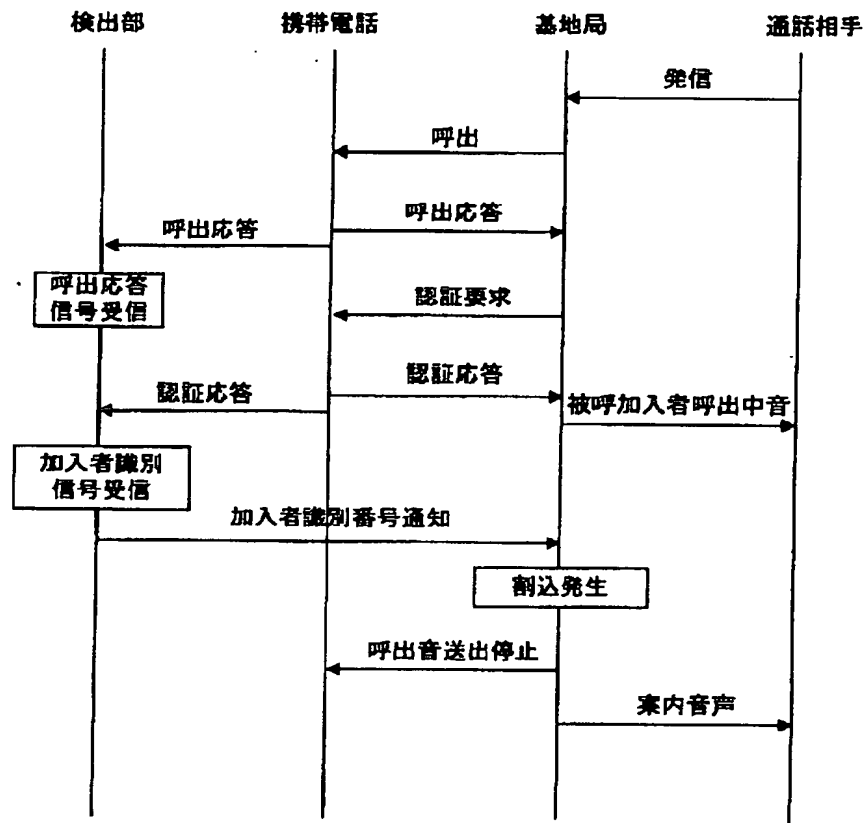 検出部
携帯電話
基地局
通話相手
発信
呼出
呼出応答
呼出応答
呼出応答
信号受信
認証要求
認証応答
認証応答
被呼加入者呼出中音
加入者識別
信号受信
加入者識別番号通知
割込発生
呼出音送出停止
案内音声